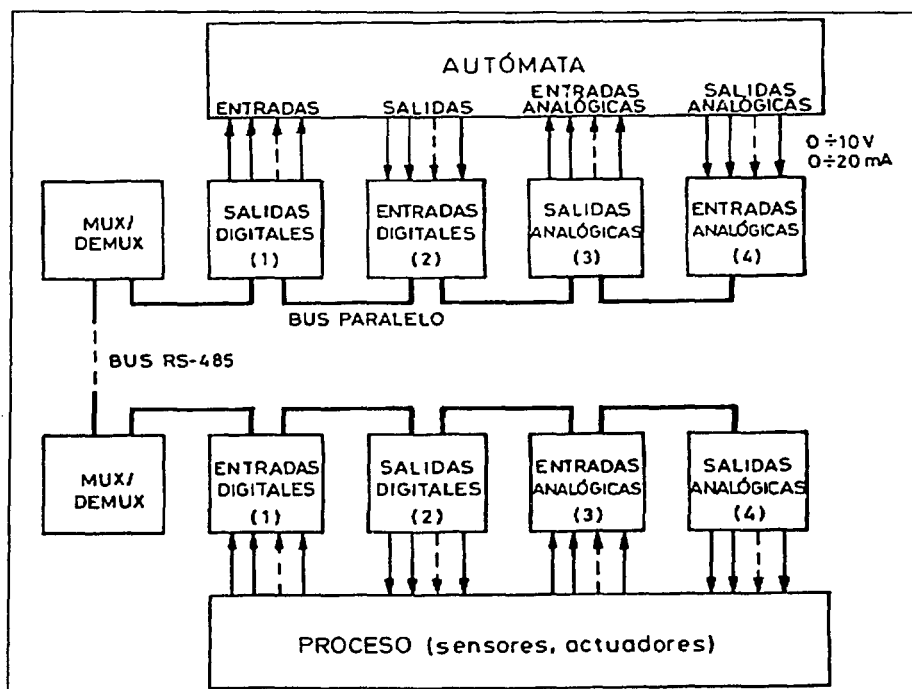 AUTÓMATA
ENTRADAS
SALIDAS
ENTRADAS
ANALÓGICAS
SALIDAS
ANALÓGICAS
0÷10 V
0÷20 mA
MUX/
DEMUX
SALIDAS
DIGITALES
(1)
ENTRADAS
DIGITALES
(2)
SALIDAS
ANALÓGICAS
(3)
ENTRADAS
ANALÓGICAS
(4)
BUS PARALELO
BUS RS-485
MUX/
DEMUX
ENTRADAS
DIGITALES
(1)
SALIDAS
DIGITALES
(2)
ENTRADAS
ANALÓGICAS
(3)
SALIDAS
ANALÓGICAS
(4)
PROCESO (sensores, actuadores)